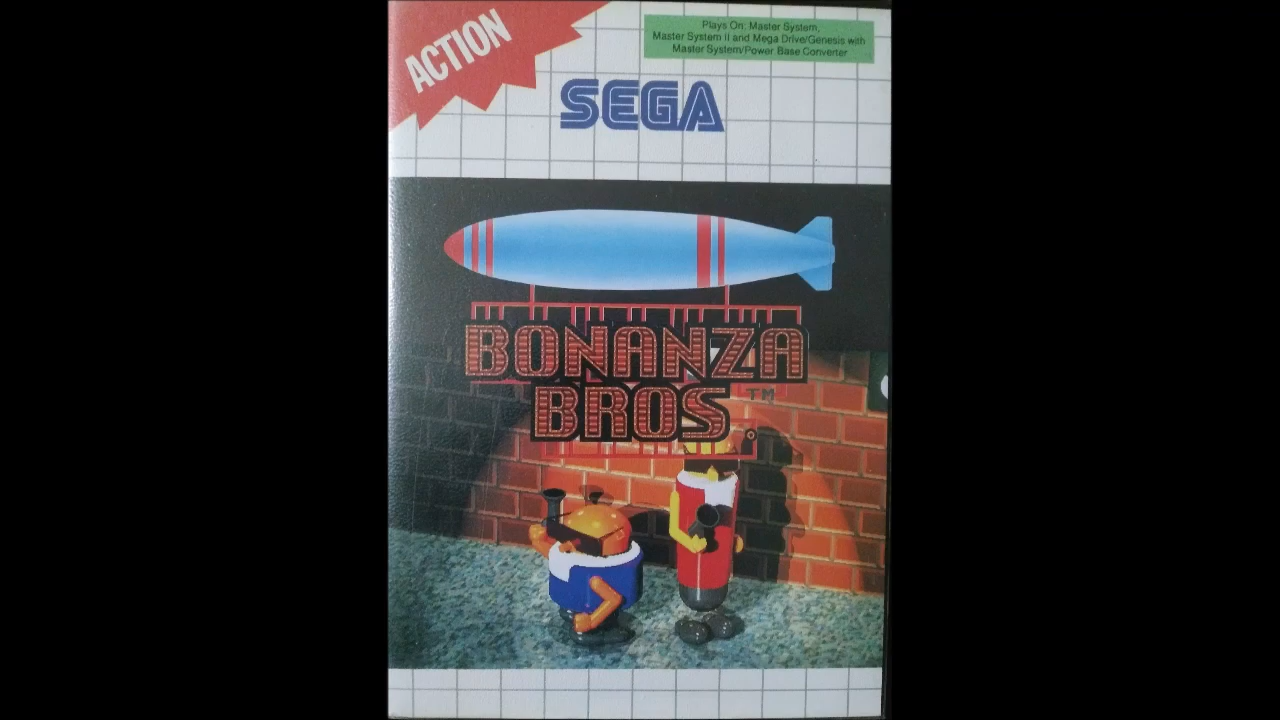 ACTION
Plays On: Master System,
Master System II and Mega Drive/Genesis with
Master System/Power Base Converter
SEGA
BONANZA
BROS.
TM